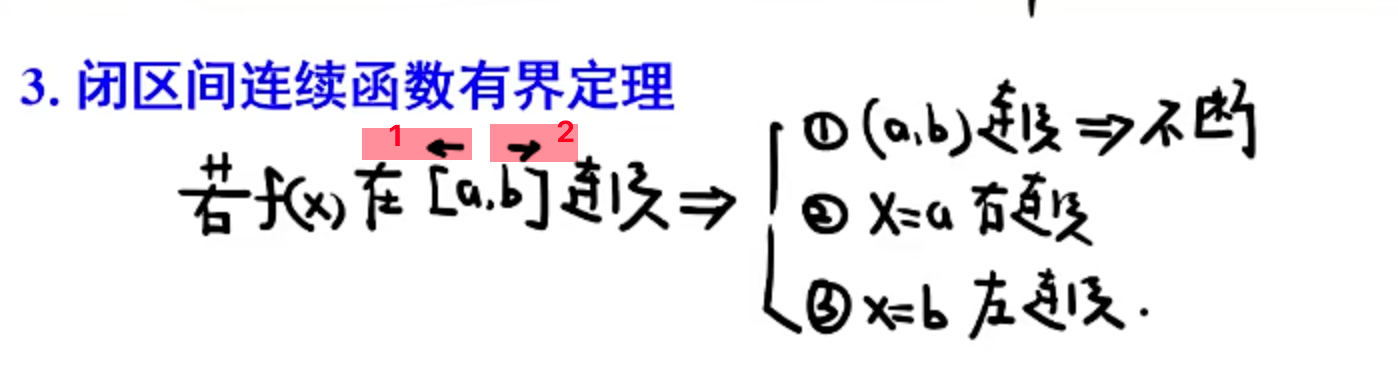 3. 闭区间连续函数有界定理
1 ← → 2
若 f(x) 在 [a,b] 连续 ⇒
① (a,b) 连续 ⇒ 不断
② x=a 右连续
③ x=b 左连续.